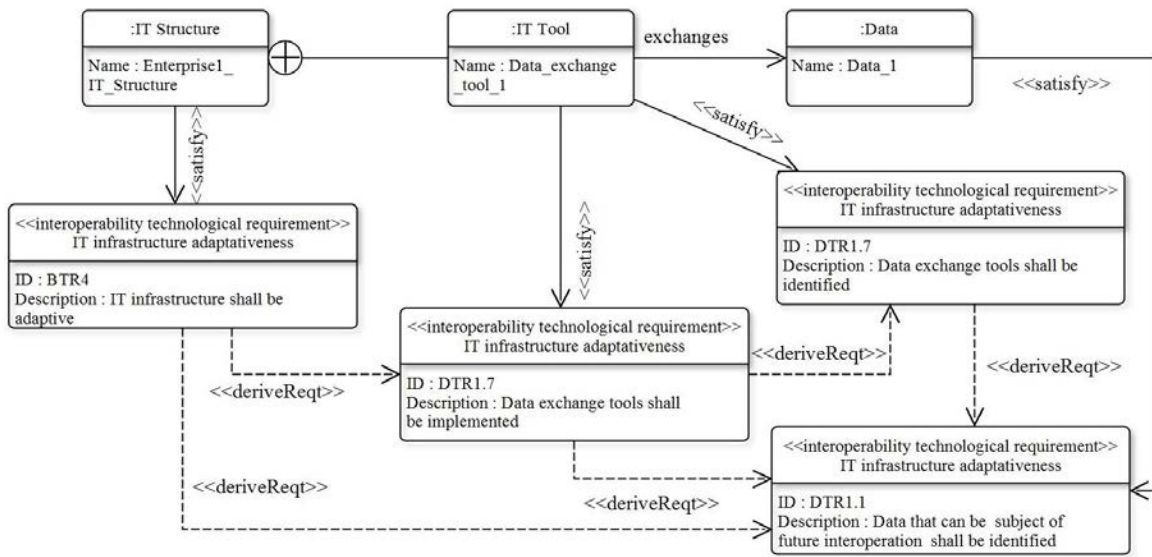 :IT Structure
Name : Enterprise1_
IT_Structure
:IT Tool
Name : Data_exchange
_tool_1
exchanges
:Data
Name : Data_1
<<satisfy>>
<<satisfy>>
<<satisfy>>
<<satisfy>>
<<interoperability technological requirement>>
IT infrastructure adaptativeness
ID : DTR1.7
Description : Data exchange tools shall be
identified
<<interoperability technological requirement>>
IT infrastructure adaptativeness
ID : BTR4
Description : IT infrastructure shall be
adaptive
<<interoperability technological requirement>>
IT infrastructure adaptativeness
ID : DTR1.7
Description : Data exchange tools shall
be implemented
<<deriveReqt>>
<<deriveReqt>>
<<deriveReqt>>
<<interoperability technological requirement>>
IT infrastructure adaptativeness
ID : DTR1.1
Description : Data that can be subject of
future interoperation shall be identified
<<deriveReqt>>
<<deriveReqt>>